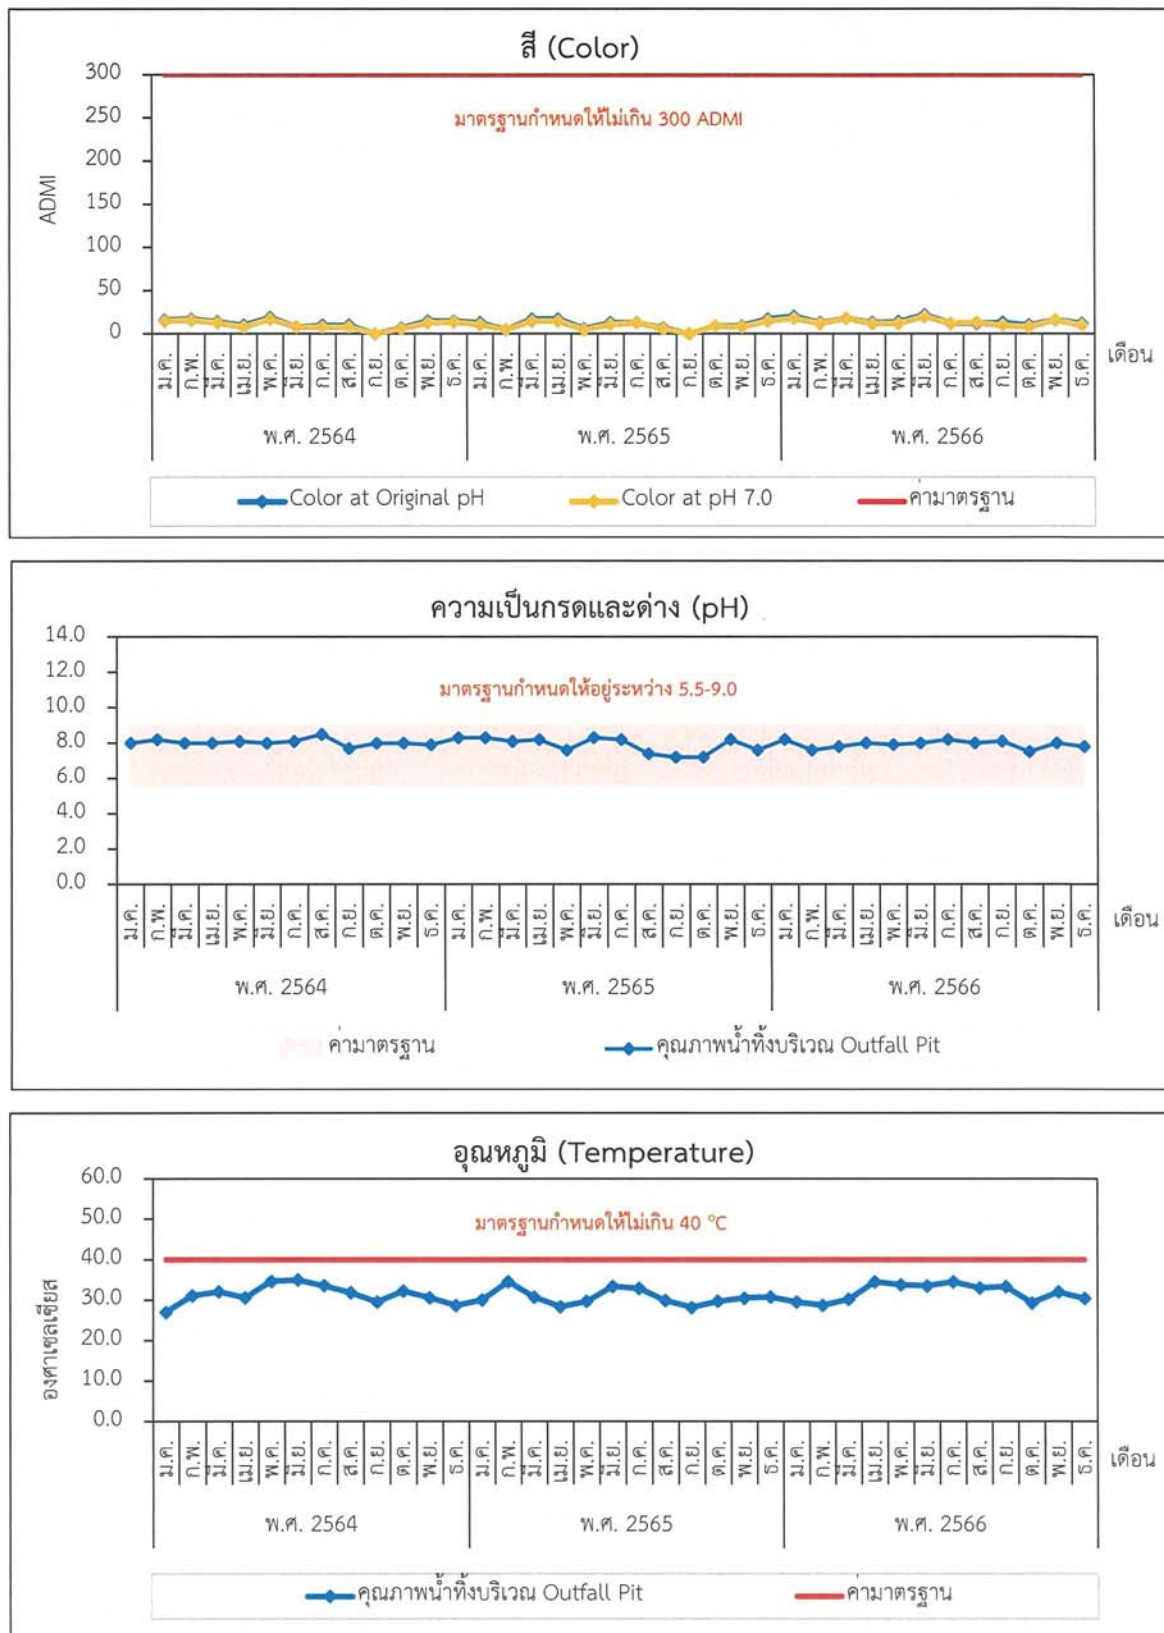 สี (Color)
300
250
200
150
100
50
0
ADMI
มาตรฐานกำหนดให้ไม่เกิน 300 ADMI
ม.ค. ก.พ. มี.ค. เม.ย. พ.ค. มิ.ย. ก.ค. ส.ค. ก.ย. ต.ค. พ.ย. ธ.ค. ม.ค. ก.พ. มี.ค. เม.ย. พ.ค. มิ.ย. ก.ค. ส.ค. ก.ย. ต.ค. พ.ย. ธ.ค. ม.ค. ก.พ. มี.ค. เม.ย. พ.ค. มิ.ย. ก.ค. ส.ค. ก.ย. ต.ค. พ.ย. ธ.ค.
เดือน
พ.ศ. 2564 พ.ศ. 2565 พ.ศ. 2566
Color at Original pH Color at pH 7.0 ค่ามาตรฐาน
ความเป็นกรดและด่าง (pH)
14.0
12.0
10.0
8.0
6.0
4.0
2.0
0.0
มาตรฐานกำหนดให้อยู่ระหว่าง 5.5-9.0
ม.ค. ก.พ. มี.ค. เม.ย. พ.ค. มิ.ย. ก.ค. ส.ค. ก.ย. ต.ค. พ.ย. ธ.ค. ม.ค. ก.พ. มี.ค. เม.ย. พ.ค. มิ.ย. ก.ค. ส.ค. ก.ย. ต.ค. พ.ย. ธ.ค. ม.ค. ก.พ. มี.ค. เม.ย. พ.ค. มิ.ย. ก.ค. ส.ค. ก.ย. ต.ค. พ.ย. ธ.ค.
เดือน
พ.ศ. 2564 พ.ศ. 2565 พ.ศ. 2566
ค่ามาตรฐาน คุณภาพน้ำทิ้งบริเวณ Outfall Pit
อุณหภูมิ (Temperature)
60.0
50.0
40.0
30.0
20.0
10.0
0.0
องศาเซลเซียส
มาตรฐานกำหนดให้ไม่เกิน 40 °C
ม.ค. ก.พ. มี.ค. เม.ย. พ.ค. มิ.ย. ก.ค. ส.ค. ก.ย. ต.ค. พ.ย. ธ.ค. ม.ค. ก.พ. มี.ค. เม.ย. พ.ค. มิ.ย. ก.ค. ส.ค. ก.ย. ต.ค. พ.ย. ธ.ค. ม.ค. ก.พ. มี.ค. เม.ย. พ.ค. มิ.ย. ก.ค. ส.ค. ก.ย. ต.ค. พ.ย. ธ.ค.
เดือน
พ.ศ. 2564 พ.ศ. 2565 พ.ศ. 2566
คุณภาพน้ำทิ้งบริเวณ Outfall Pit ค่ามาตรฐาน